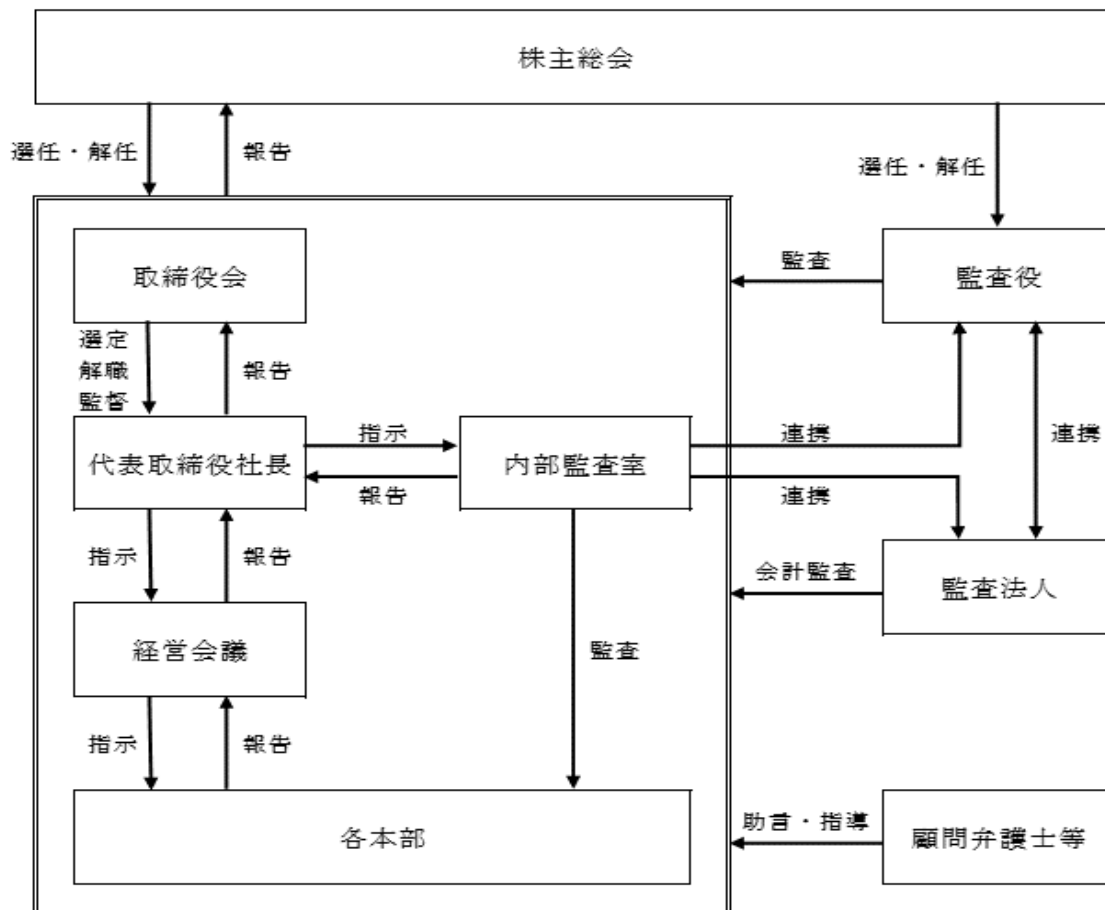 株主総会
選任・解任
報告
選任・解任
取締役会
監査
監査役
選定
解職
監督
報告
代表取締役社長
指示
報告
内部監査室
連携
連携
連携
指示
報告
会計監査
監査法人
経営会議
監査
指示
報告
各本部
助言・指導
顧問弁護士等